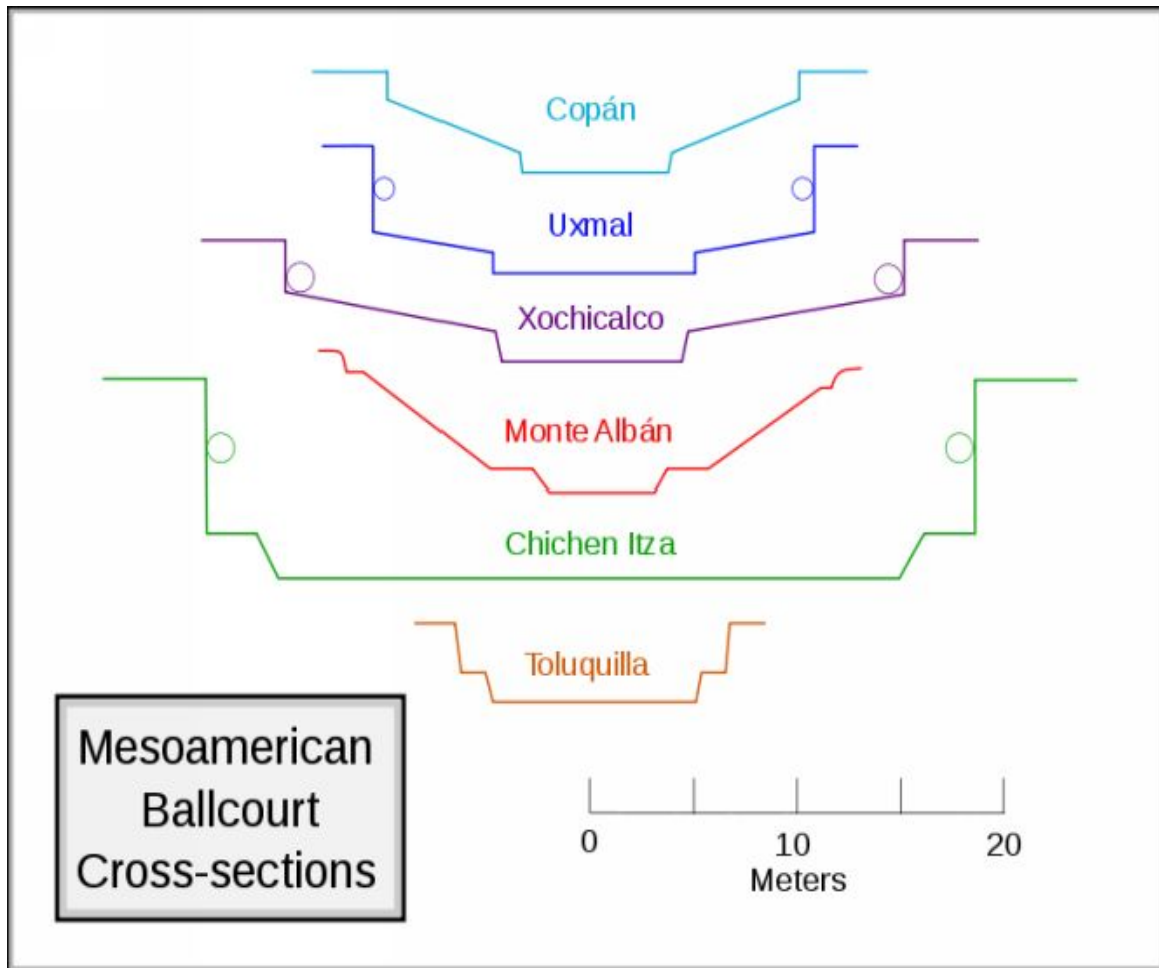 Copán
Uxmal
Xochicalco
Monte Albán
Chichen Itza
Toluquilla
Mesoamerican
Ballcourt
Cross-sections
0 10 20
Meters